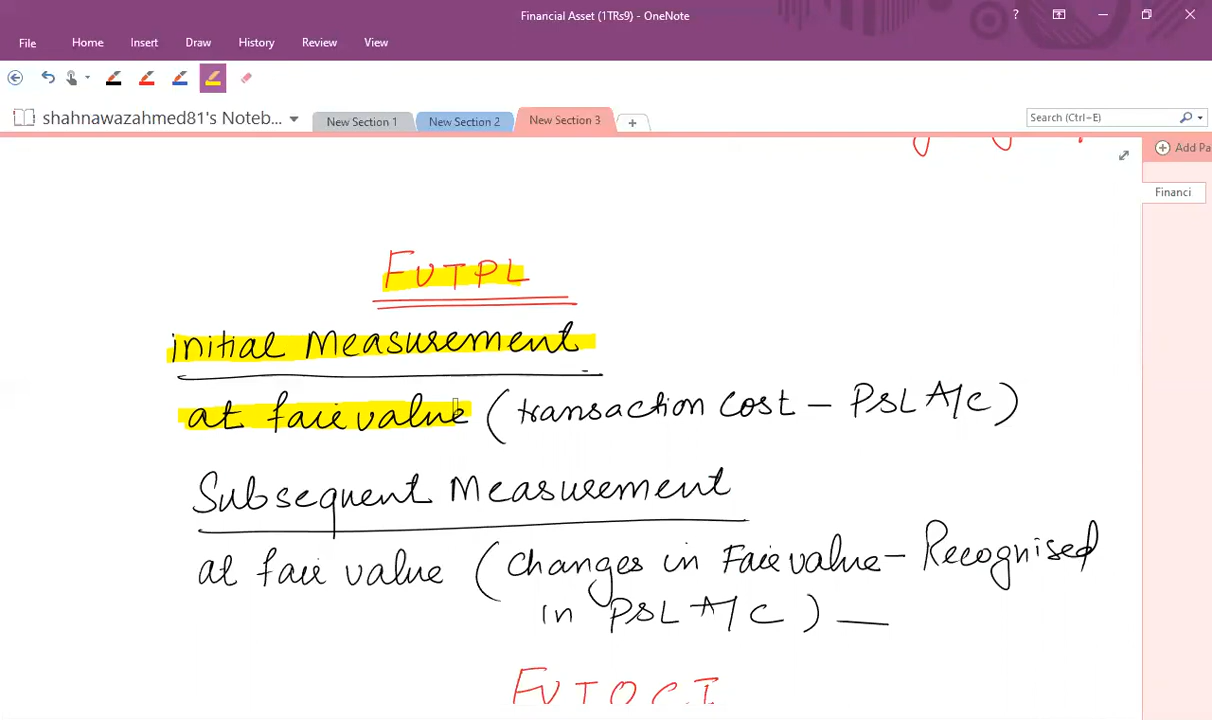 Financial Asset (1TRs9) - OneNote
?
File Home Insert Draw History Review View
shahnawazahmed81's Noteb... New Section 1 New Section 2 New Section 3 +
Search (Ctrl-E)
Add Pa
Financi
FVTPL
initial Measurement
at fair value (transaction cost – P&L A/C)
Subsequent Measurement
at fair value (Changes in Fair value – Recognised
in P&L A/C)
FVTOCI